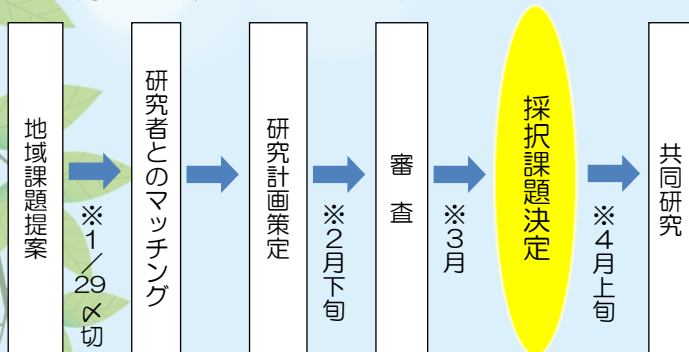 地域課題提案
※1/29〆切
研究者とのマッチング
研究計画策定
※2月下旬
審査
※3月
採択課題決定
※4月上旬
共同研究